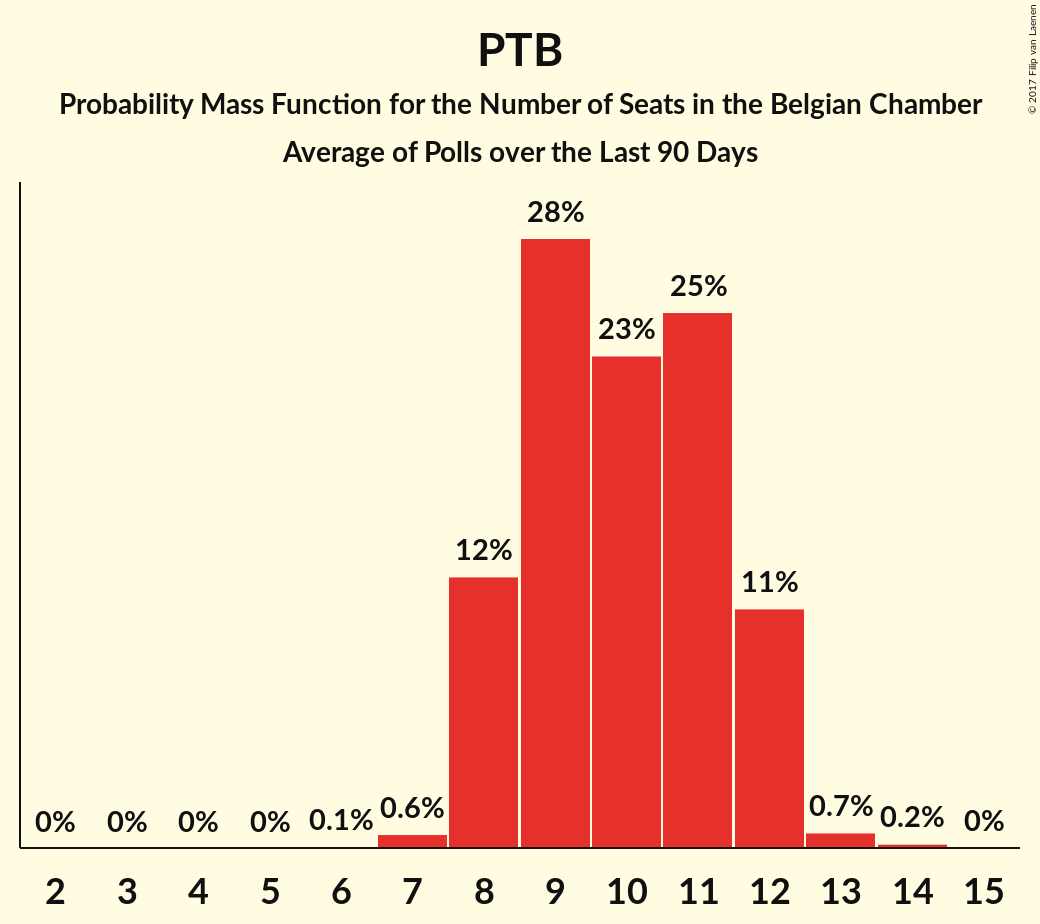 PTB
Probability Mass Function for the Number of Seats in the Belgian Chamber
Average of Polls over the Last 90 Days
© 2017 Filip van Laenen
0% 0% 0% 0% 0.1% 0.6% 12% 28% 23% 25% 11% 0.7% 0.2% 0%
2 3 4 5 6 7 8 9 10 11 12 13 14 15